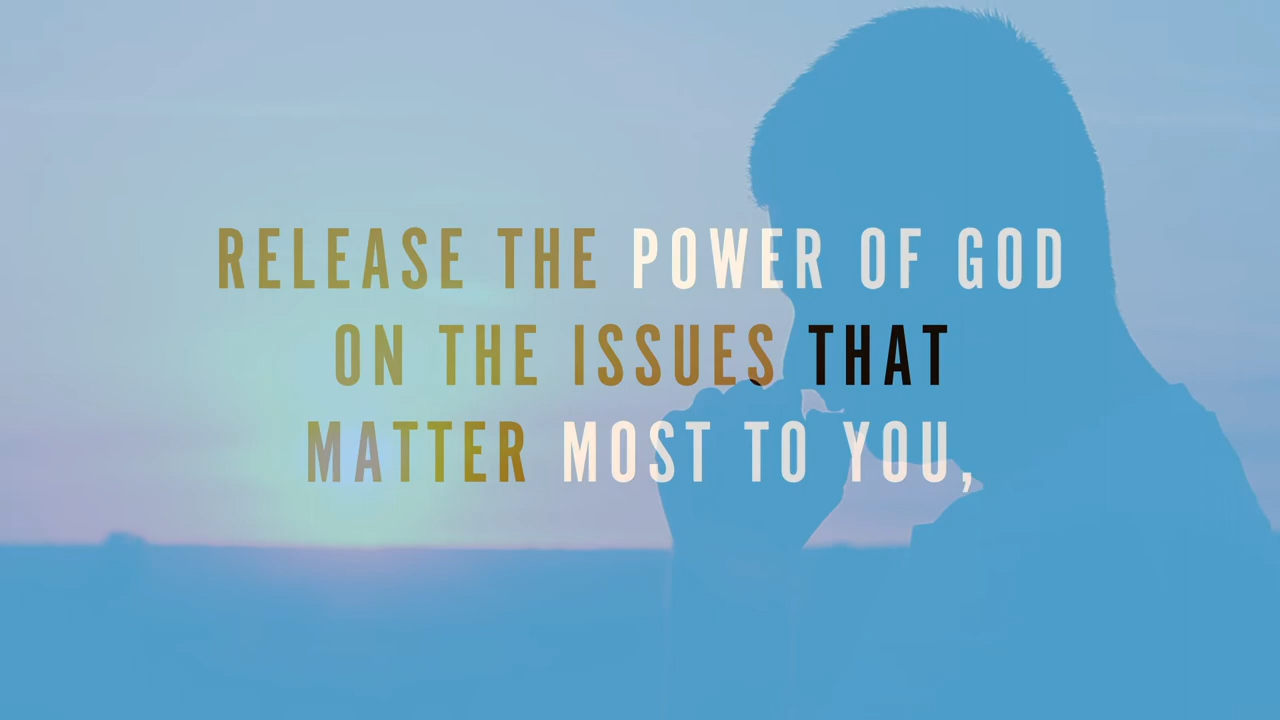 RELEASE THE POWER OF GOD
ON THE ISSUES THAT
MATTER MOST TO YOU,